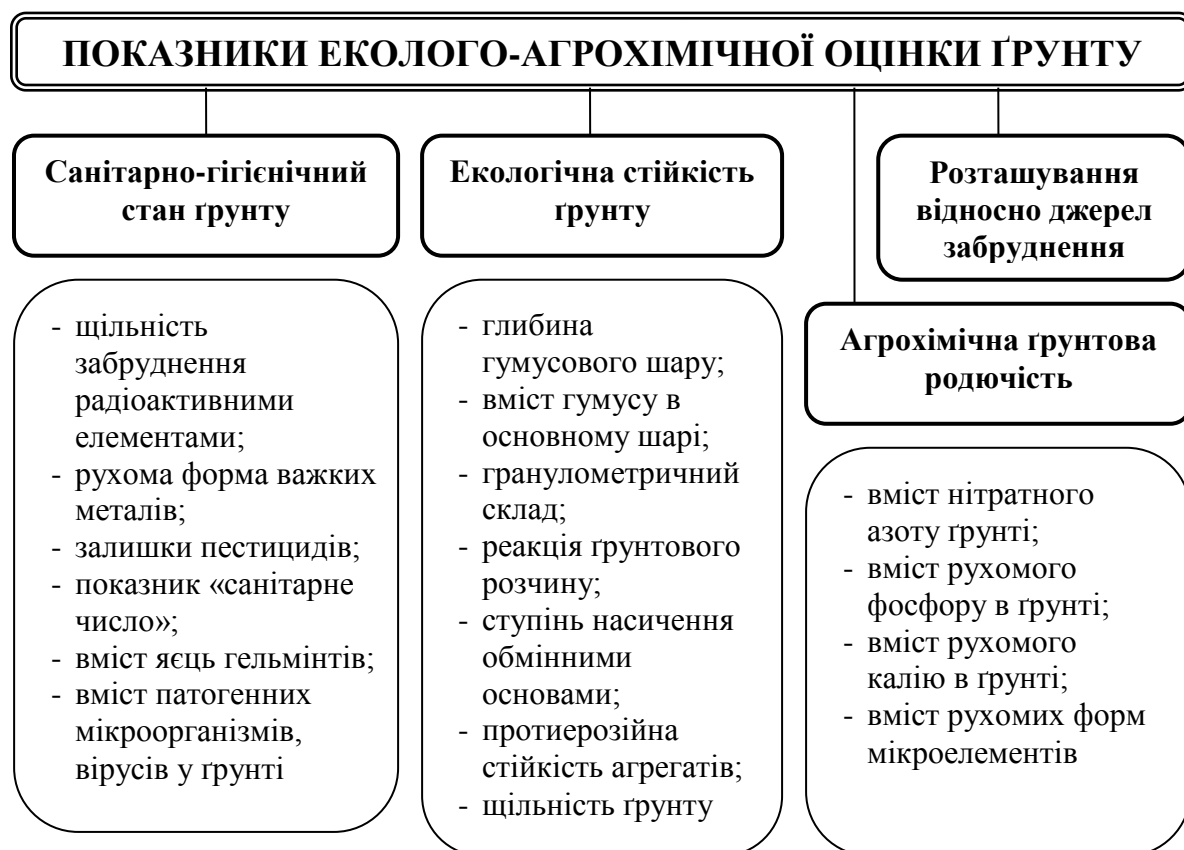 ПОКАЗНИКИ ЕКОЛОГО-АГРОХІМІЧНОЇ ОЦІНКИ ҐРУНТУ
Санітарно-гігієнічний
стан ґрунту
- щільність
забруднення
радіоактивними
елементами;
- рухома форма важких
металів;
- залишки пестицидів;
- показник «санітарне
число»;
- вміст яєць гельмінтів;
- вміст патогенних
мікроорганізмів,
вірусів у ґрунті
Екологічна стійкість
ґрунту
- глибина
гумусового шару;
- вміст гумусу в
основному шарі;
- гранулометричний
склад;
- реакція ґрунтового
розчину;
- ступінь насичення
обмінними
основами;
- протиерозійна
стійкість агрегатів;
- щільність ґрунту
Розташування
відносно джерел
забруднення
Агрохімічна ґрунтова
родючість
- вміст нітратного
азоту ґрунті;
- вміст рухомого
фосфору в ґрунті;
- вміст рухомого
калію в ґрунті;
- вміст рухомих форм
мікроелементів